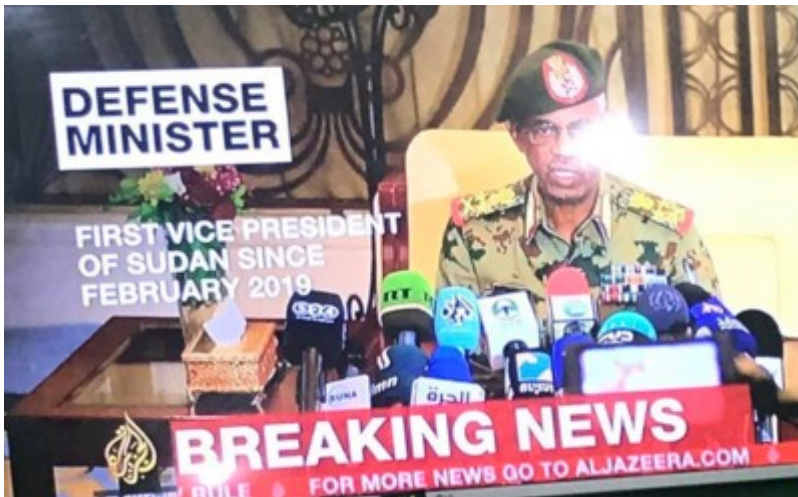 DEFENSE
MINISTER
FIRST VICE PRESIDENT
OF SUDAN SINCE
FEBRUARY 2019
RT
SUNA
الحرة
BREAKING NEWS
RULE
FOR MORE NEWS GO TO ALJAZEERA.COM